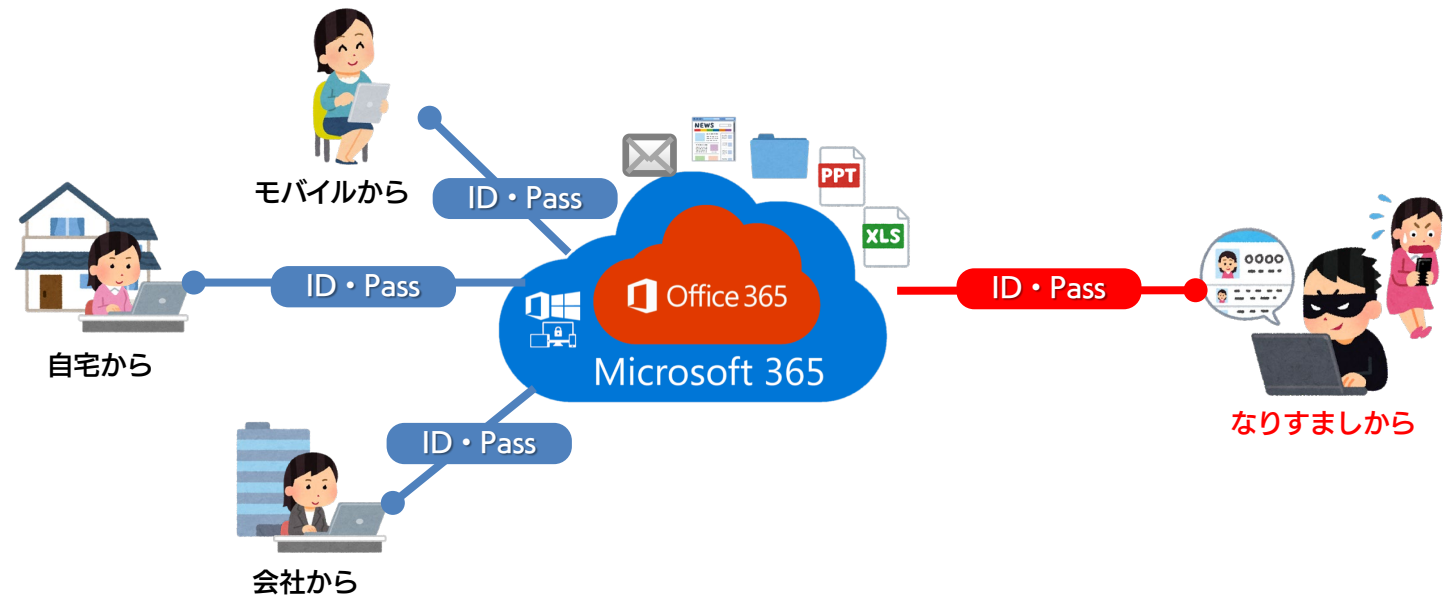 モバイルから
ID・Pass
NEWS
PPT
XLS
自宅から
ID・Pass
Office 365
Microsoft 365
ID・Pass
なりすましから
ID・Pass
会社から